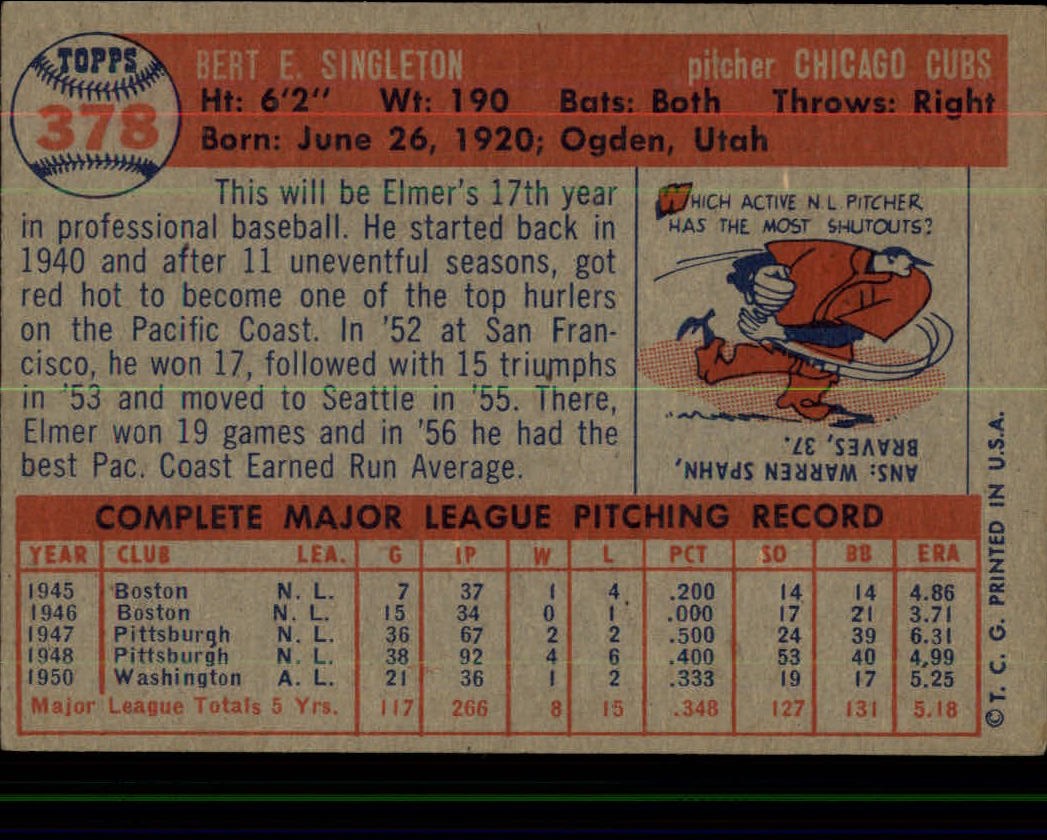 TOPPS
378
BERT E. SINGLETON pitcher CHICAGO CUBS
Ht: 6'2" Wt: 190 Bats: Both Throws: Right
Born: June 26, 1920; Ogden, Utah
This will be Elmer's 17th year
in professional baseball. He started back in
1940 and after 11 uneventful seasons, got
red hot to become one of the top hurlers
on the Pacific Coast. In '52 at San Fran-
cisco, he won 17, followed with 15 triumphs
in '53 and moved to Seattle in '55. There,
Elmer won 19 games and in '56 he had the
best Pac. Coast Earned Run Average.
WHICH ACTIVE N L PITCHER
HAS THE MOST SHUTOUTS?
ANS: WARREN SPAHN,
BRAVES, 37.
COMPLETE MAJOR LEAGUE PITCHING RECORD
YEAR CLUB LEA. G IP W L PCT SO BB ERA
1945 Boston N. L. 7 37 1 4 .200 14 14 4.86
1946 Boston N. L. 15 34 0 1 .000 17 21 3.71
1947 Pittsburgh N. L. 36 67 2 2 .500 24 39 6.31
1948 Pittsburgh N. L. 38 92 4 6 .400 53 40 4.99
1950 Washington A. L. 21 36 1 2 .333 19 17 5.25
Major League Totals 5 Yrs. 117 266 8 15 .348 127 131 5.18
© T. C. G. PRINTED IN U.S.A.